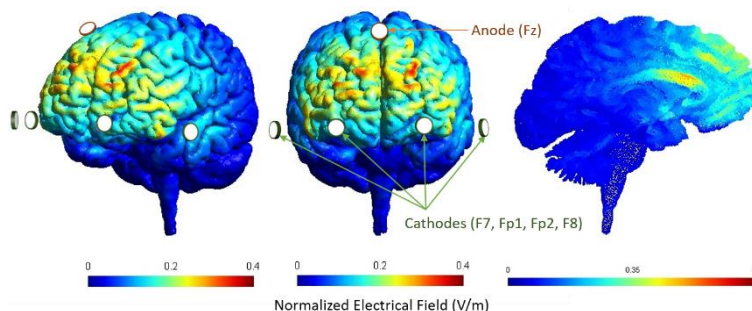 Anode (Fz)
Cathodes (F7, Fp1, Fp2, F8)
0 0.2 0.4
0 0.2 0.4
0 0.35
Normalized Electrical Field (V/m)